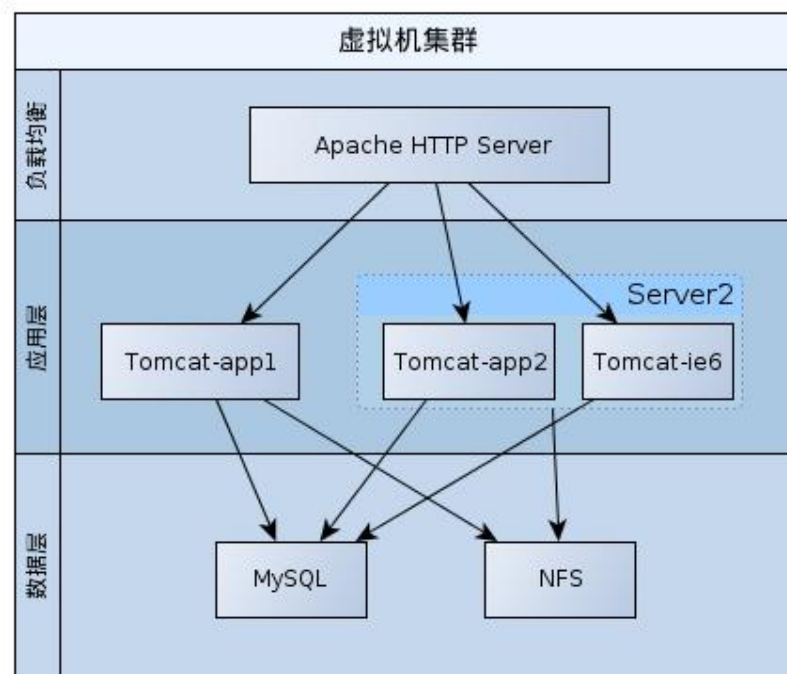 虚拟机集群
负载均衡
Apache HTTP Server
应用层
Server2
Tomcat-app1
Tomcat-app2
Tomcat-ie6
数据层
MySQL
NFS